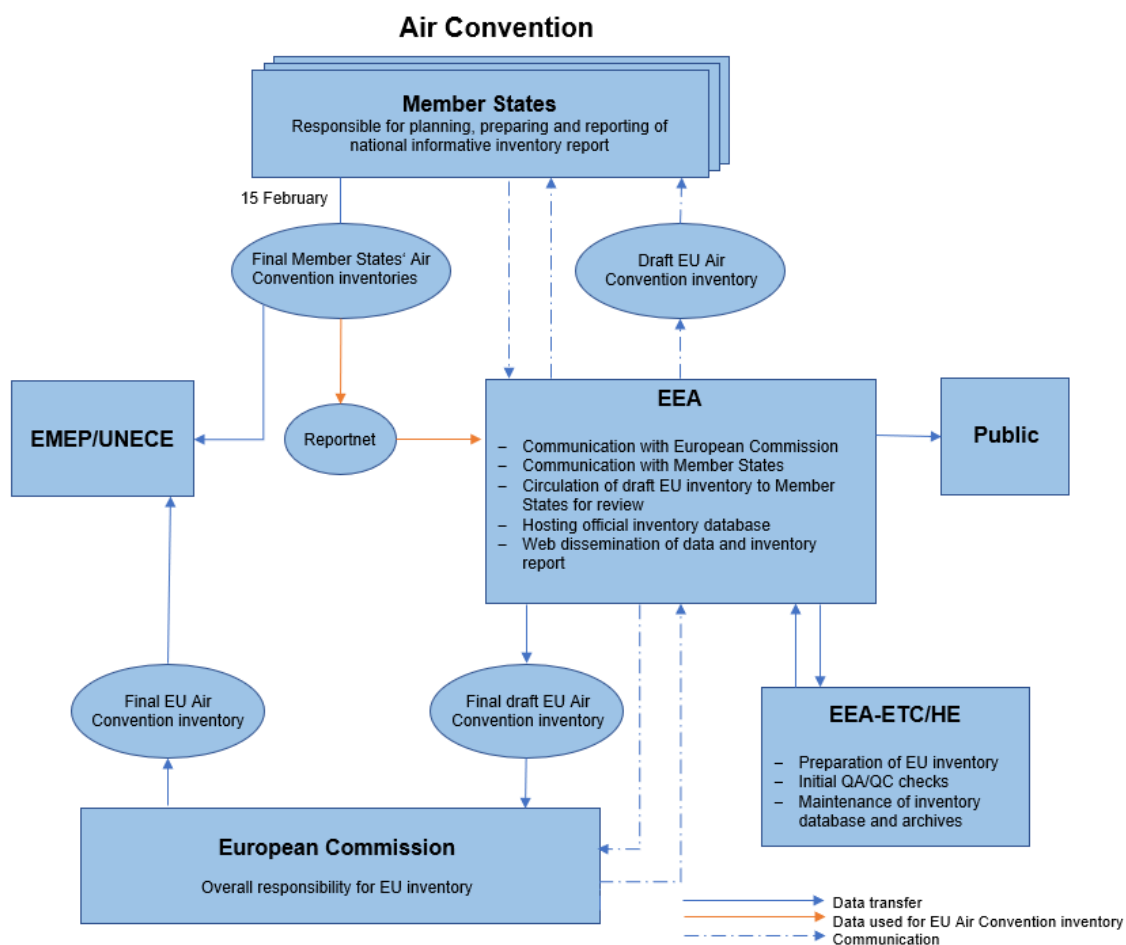 Air Convention
Member States
Responsible for planning, preparing and reporting of
national informative inventory report
15 February
Final Member States‘ Air
Convention inventories
Draft EU Air
Convention inventory
EMEP/UNECE
Reportnet
EEA
– Communication with European Commission
– Communication with Member States
– Circulation of draft EU inventory to Member
States for review
– Hosting official inventory database
– Web dissemination of data and inventory
report
Public
Final EU Air
Convention inventory
Final draft EU Air
Convention inventory
EEA-ETC/HE
– Preparation of EU inventory
– Initial QA/QC checks
– Maintenance of inventory
database and archives
European Commission
Overall responsibility for EU inventory
Data transfer
Data used for EU Air Convention inventory
Communication